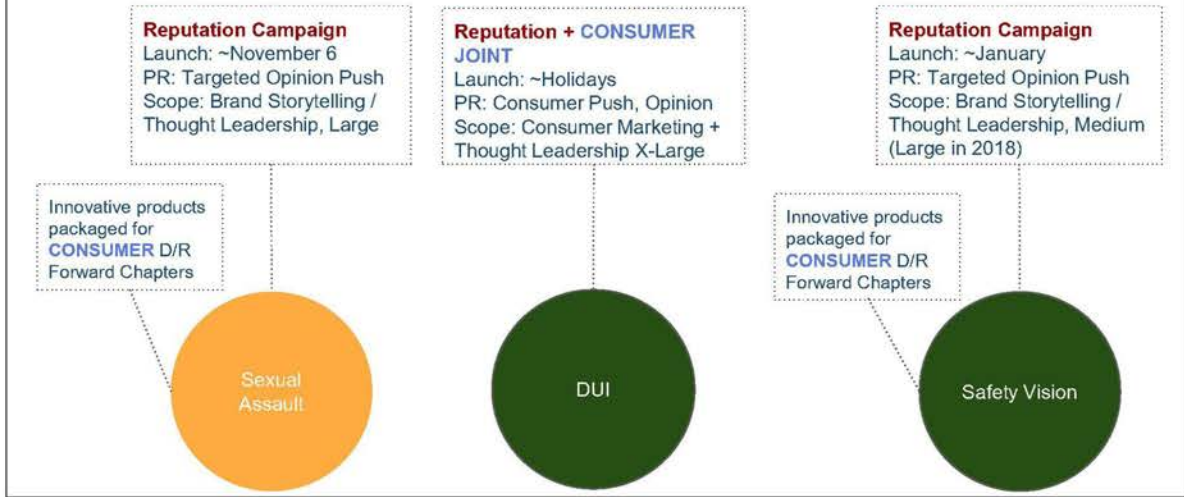 Reputation Campaign
Launch: ~November 6
PR: Targeted Opinion Push
Scope: Brand Storytelling /
Thought Leadership, Large
Reputation + CONSUMER
JOINT
Launch: ~Holidays
PR: Consumer Push, Opinion
Scope: Consumer Marketing +
Thought Leadership X-Large
Reputation Campaign
Launch: ~January
PR: Targeted Opinion Push
Scope: Brand Storytelling /
Thought Leadership, Medium
(Large in 2018)
Innovative products
packaged for
CONSUMER D/R
Forward Chapters
Innovative products
packaged for
CONSUMER D/R
Forward Chapters
Sexual
Assault
DUI
Safety Vision